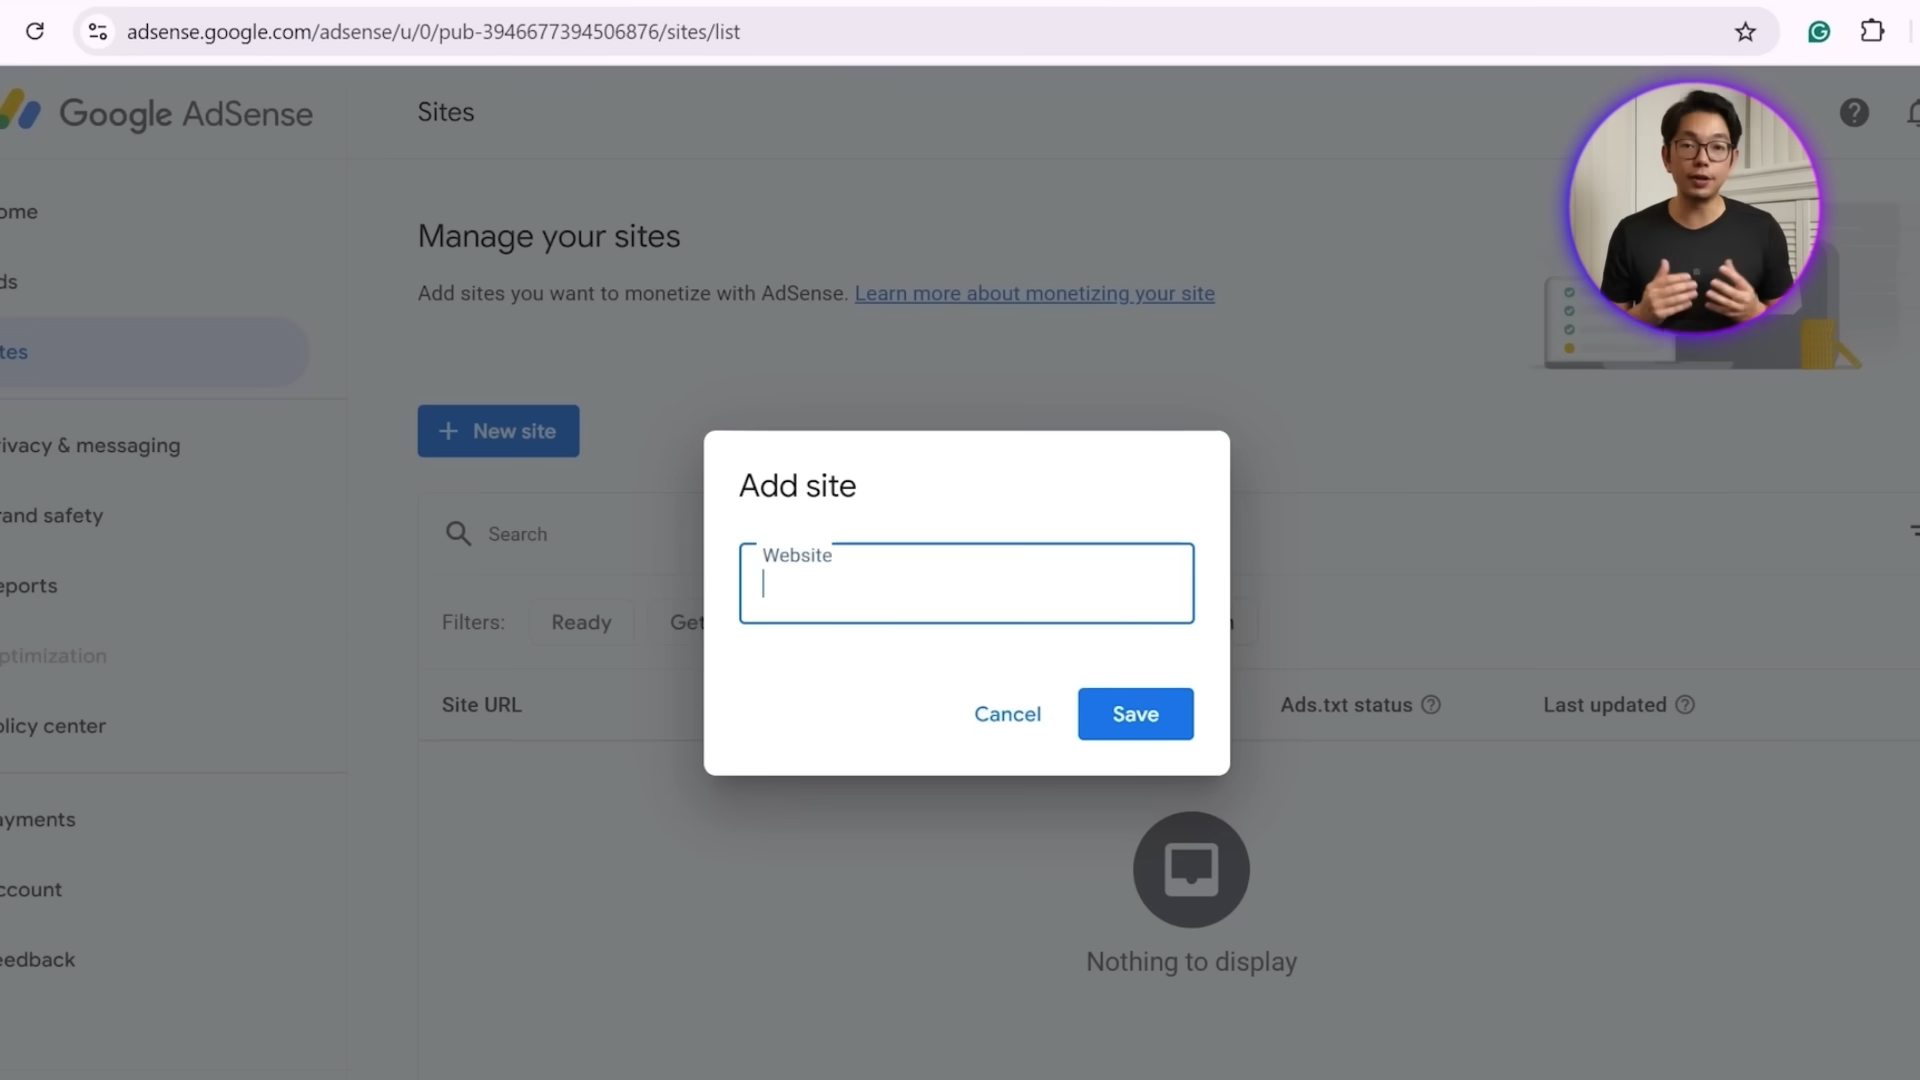 adsense.google.com/adsense/u/0/pub-3946677394506876/sites/list
Google AdSense
Sites
ome
ds
Manage your sites
Add sites you want to monetize with AdSense. Learn more about monetizing your site
tes
New site
ivacy & messaging
Add site
rand safety
Search
Website
eports
Filters:
Ready
Get
n
ptimization
Site URL
Cancel
Save
Ads.txt status
Last updated
olicy center
ayments
ccount
eedback
Nothing to display